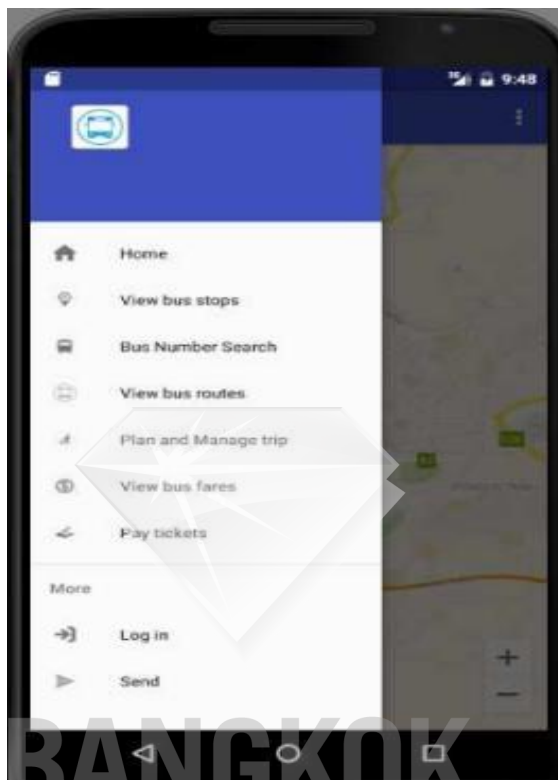 9:48
Home
View bus stops
Bus Number Search
View bus routes
Plan and Manage trip
View bus fares
Pay tickets
More
Log in
Send
BANGKOK